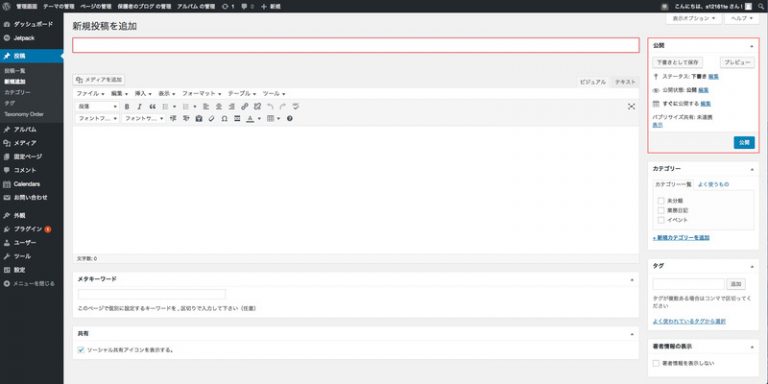 管理画面 テーマの管理 ページ の管理 保護者のブログ の管理 アルバム の管理 1 0 + 新規
こんにちは、s12161te さん!
ダッシュボード
Jetpack
投稿
投稿一覧
新規追加
カテゴリー
タグ
Taxonomy Order
アルバム
メディア
固定ページ
コメント
Calendars
お問い合わせ
外観
プラグイン 1
ユーザー
ツール
設定
メニューを閉じる
表示オプション ▼ ヘルプ ▼
新規投稿を追加
メディアを追加
ビジュアル テキスト
ファイル 編集 挿入 表示 フォーマット テーブル ツール
段落
フォントフ... フォントサ...
文字数: 0
メタキーワード
このページで個別に設定するキーワードを , 区切りで入力して下さい（任意）
共有
ソーシャル共有アイコンを表示する。
公開
下書きとして保存 プレビュー
ステータス: 下書き 編集
公開状態: 公開 編集
すぐに公開する 編集
パブリサイズ共有: 未連携
表示
公開
カテゴリー
カテゴリー一覧 よく使うもの
未分類
業務日記
イベント
+ 新規カテゴリーを追加
タグ
追加
タグが複数ある場合はコンマで区切ってください
よく使われているタグから選択
著者情報の表示
著者情報を表示しない